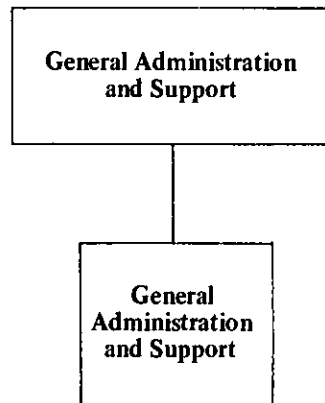 General Administration
and Support
General
Administration
and Support